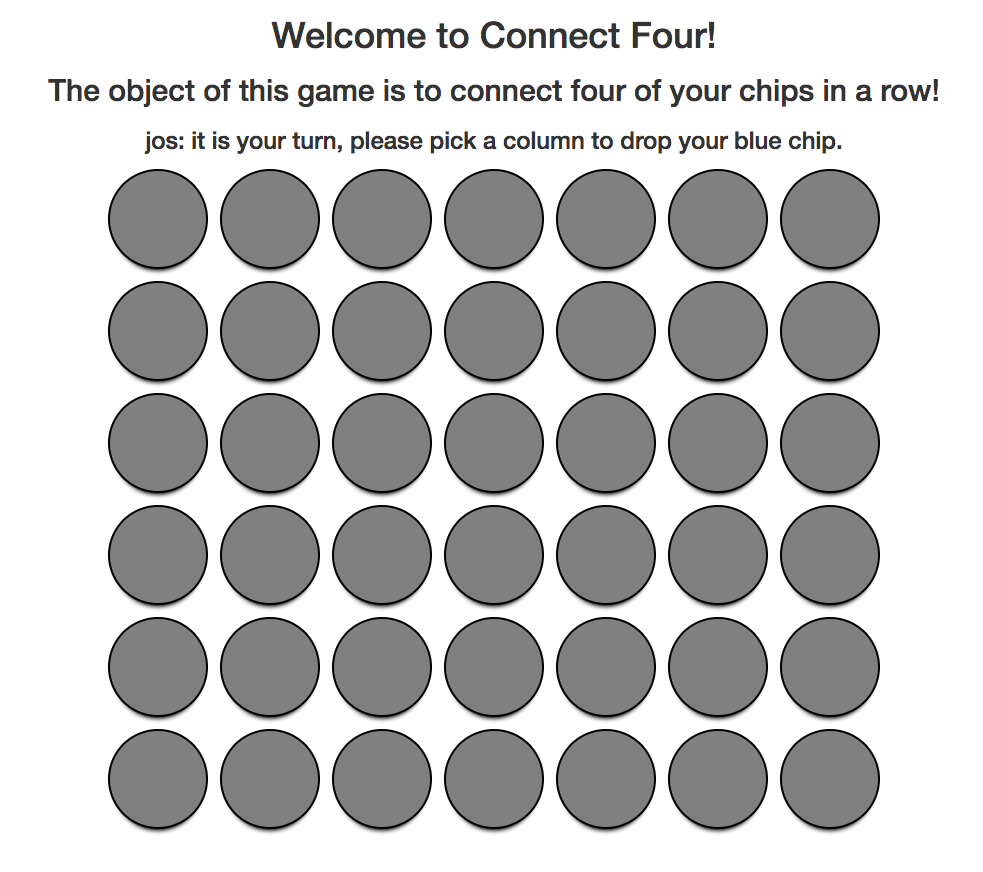 Welcome to Connect Four!
The object of this game is to connect four of your chips in a row!
jos: it is your turn, please pick a column to drop your blue chip.